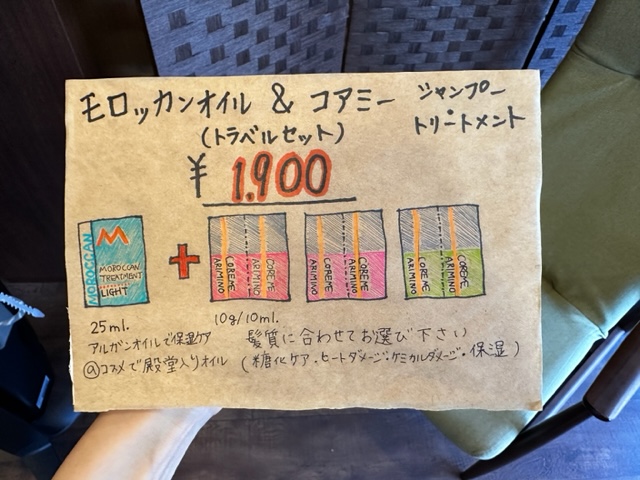 モロッカンオイル & コアミー シャンプー
トリートメント
(トラベルセット)
¥ 1.900
MOROCCAN
M
MOROCCAN
TREATMENT
LIGHT
+
COREME
ARIMINO
COREME
ARIMINO
COREME
ARIMINO
COREME
ARIMINO
COREME
ARIMINO
COREME
ARIMINO
25ml.
アルガンオイルで保湿ケア
@コスメで殿堂入りオイル
10g/10ml.
髪質に合わせてお選び下さい
(糖化ケア・ヒートダメージ・ケミカルダメージ・保湿)